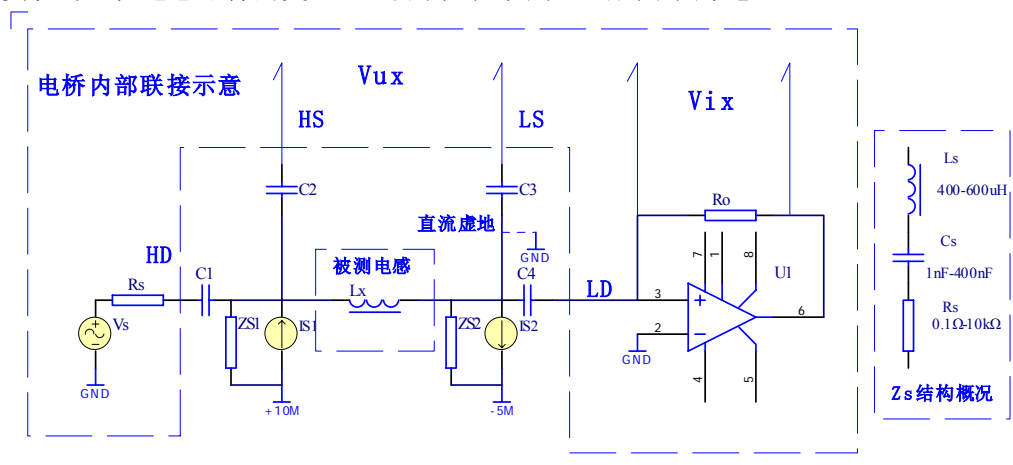 电桥内部联接示意
Vux
Vix
HS
LS
C2
C3
直流虚地
GND
HD
被测电感
Rs
C1
Lx
C4
LD
Ro
7
1
8
U1
3
2
6
4
5
Vs
ZS1
IS1
ZS2
IS2
GND
GND
+10M
-5M
Ls
400-600uH
Cs
1nF-400nF
Rs
0.1Ω-10kΩ
Zs结构概况